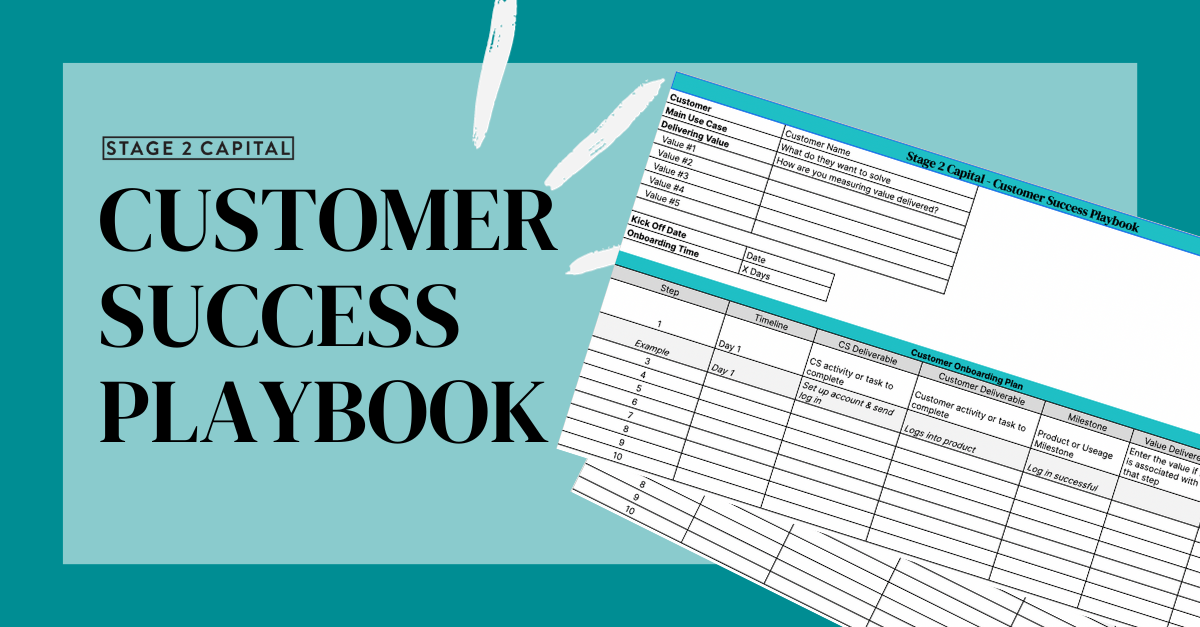 STAGE 2 CAPITAL
CUSTOMER
SUCCESS
PLAYBOOK
Stage 2 Capital - Customer Success Playbook
Customer
Customer Name
Main Use Case
What do they want to solve
Delivering Value
How are you measuring value delivered?
Value #1
Value #2
Value #3
Value #4
Value #5
Kick Off Date
Date
Onboarding Time
X Days
Customer Onboarding Plan
Step
Timeline
CS Deliverable
Customer Deliverable
Milestone
Value Delivere
1
Day 1
CS activity or task to
complete
Customer activity or task to
complete
Product or Useage
Milestone
Enter the value if
is associated with
that step
Example
Day 1
Set up account & send
log in
Logs into product
Log in successful
3
4
5
6
7
8
9
10
8
9
10